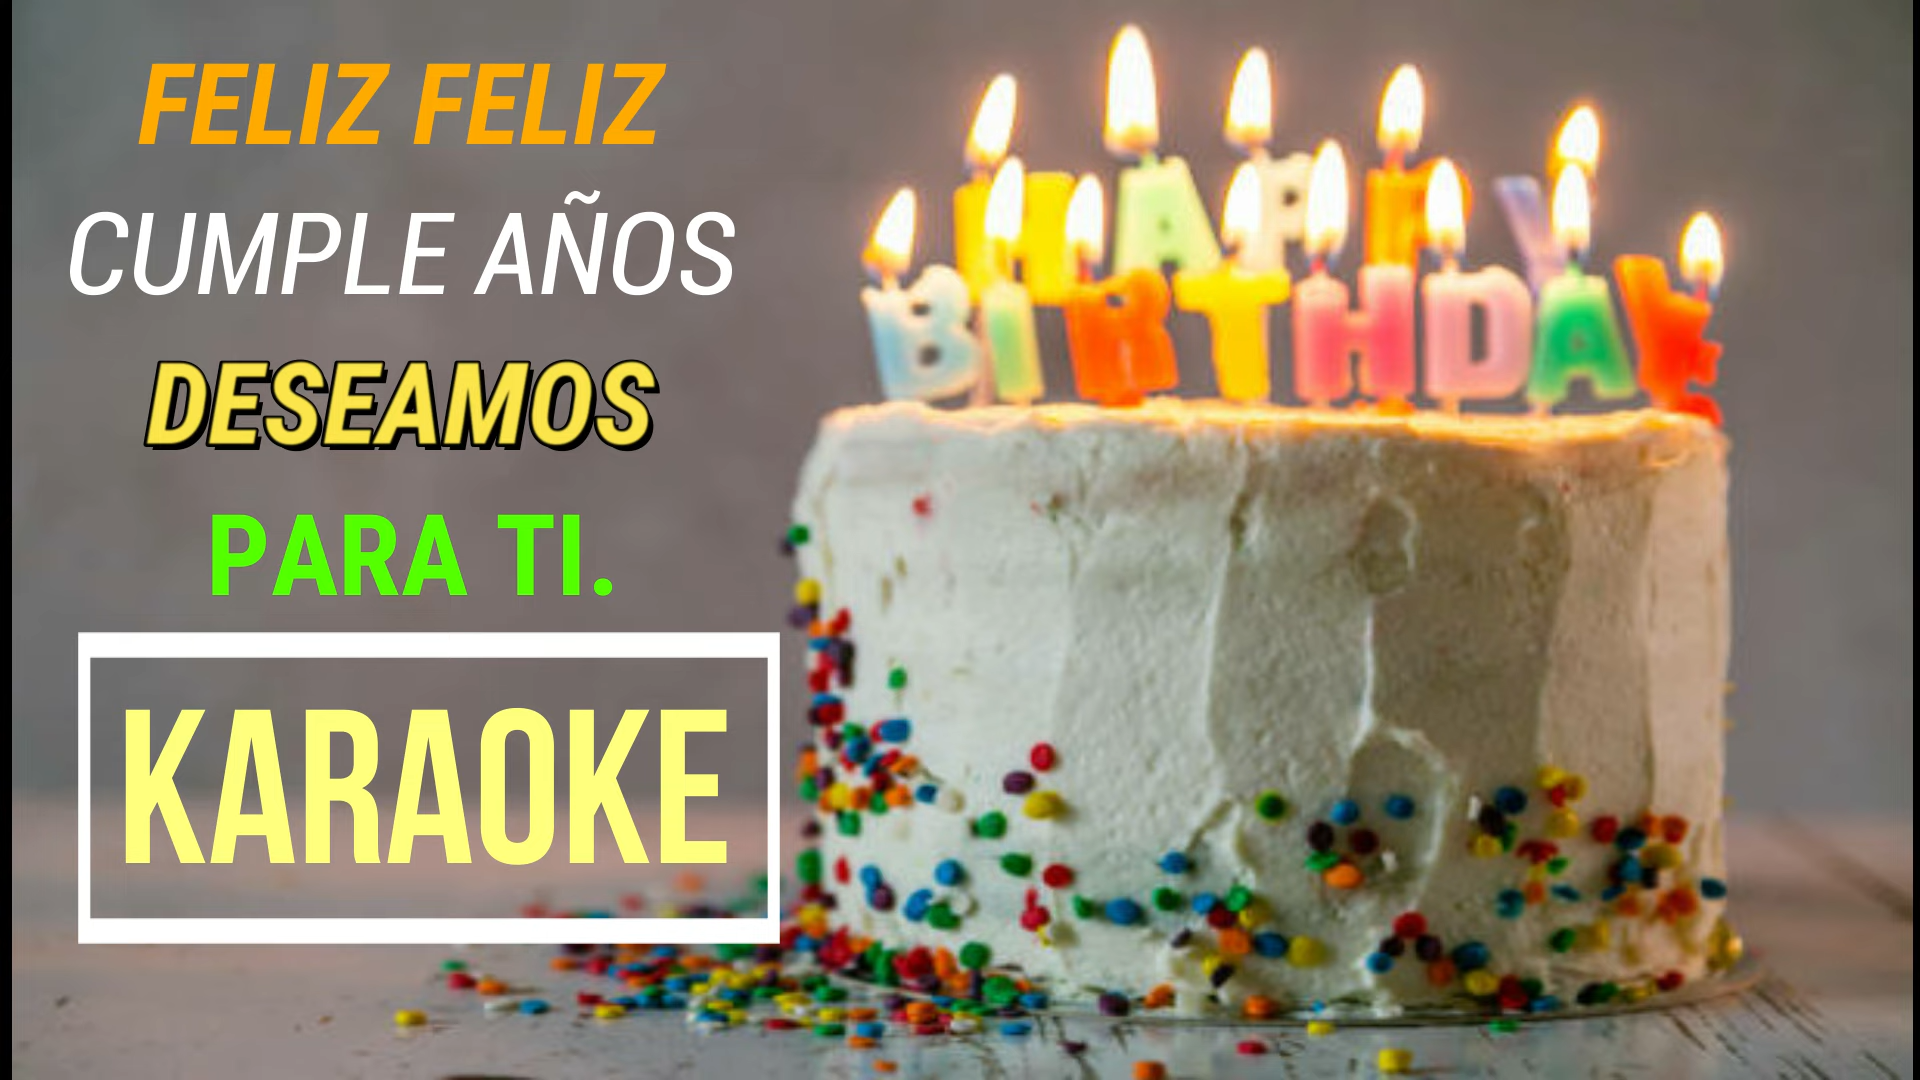 FELIZ FELIZ
CUMPLE AÑOS
DESEAMOS
PARA TI.
KARAOKE
HAPPY
BIRTHDAY